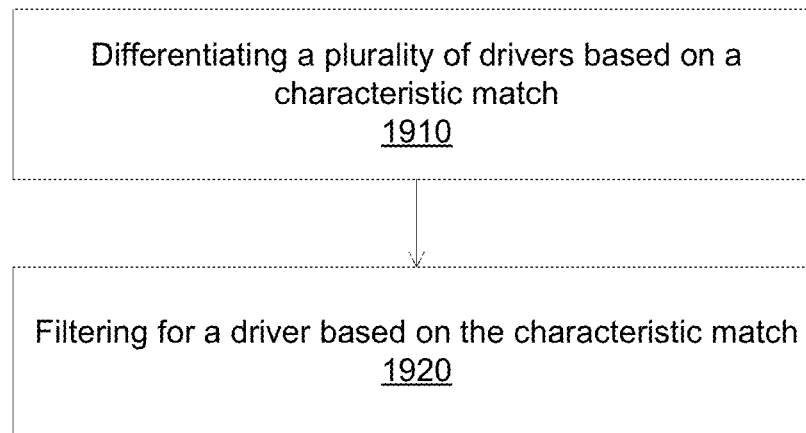 Differentiating a plurality of drivers based on a
characteristic match
1910
Filtering for a driver based on the characteristic match
1920